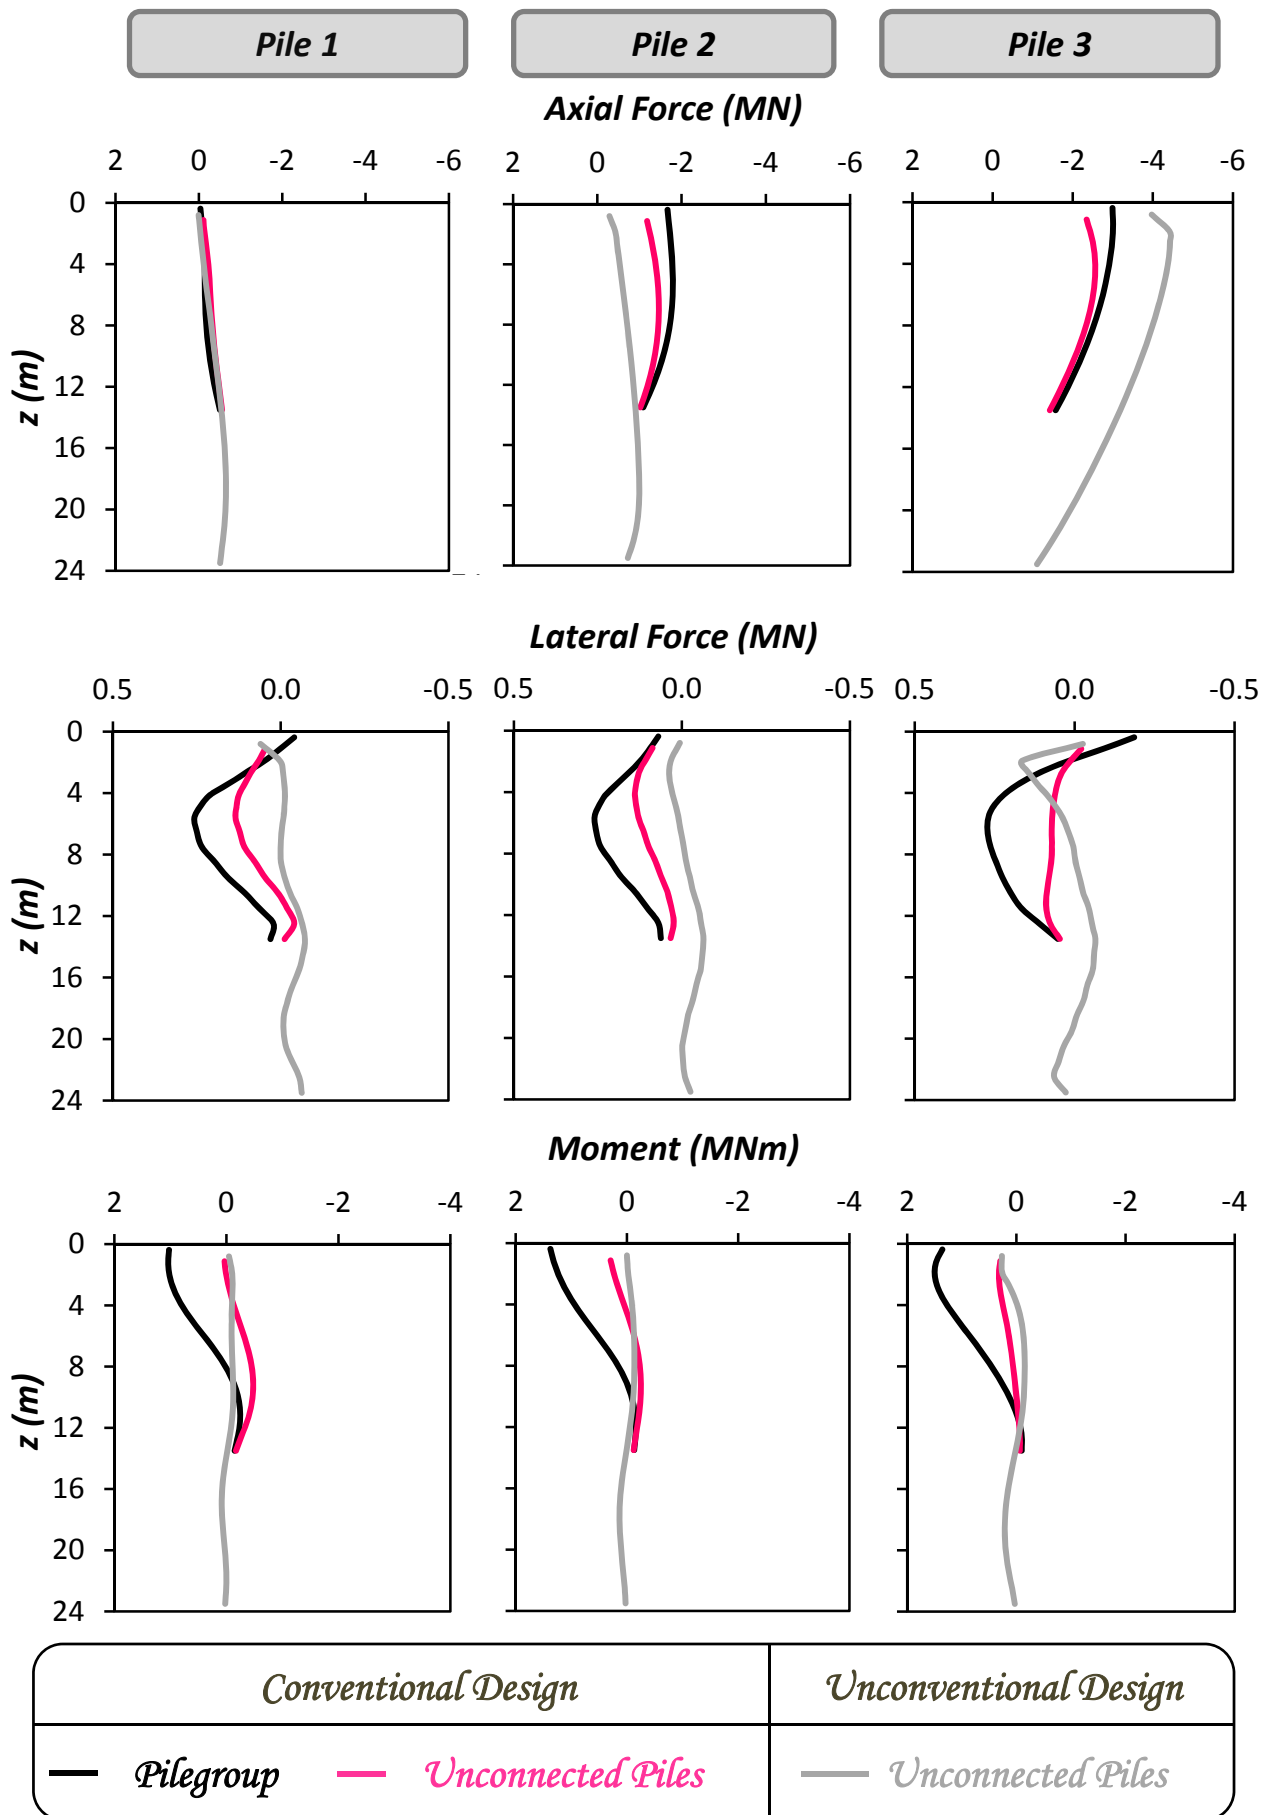 Pile 1 Pile 2 Pile 3
Axial Force (MN)
2 0 -2 -4 -6 2 0 -2 -4 -6 2 0 -2 -4 -6
0
4
8
12
16
20
24
z (m)
Lateral Force (MN)
0.5 0.0 -0.5 0.5 0.0 -0.5 0.5 0.0 -0.5
0
4
8
12
16
20
24
z (m)
Moment (MNm)
2 0 -2 -4 2 0 -2 -4 2 0 -2 -4
0
4
8
12
16
20
24
z (m)
Conventional Design Unconventional Design
Pilegroup Unconnected Piles Unconnected Piles